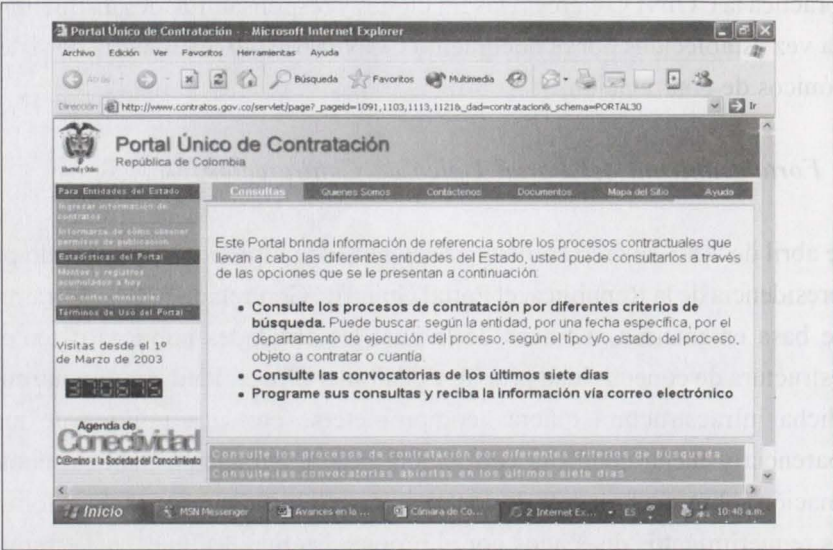 Portal Único de Contratación - - Microsoft Internet Explorer
Archivo Edición Ver Favoritos Herramientas Ayuda
Atrás Búsqueda Favoritos Multimedia
Dirección http://www.contratos.gov.co/servlet/page?_pageid=1091,1103,1113,1121&_dad=contratacion&_schema=PORTAL30 Ir
Portal Único de Contratación
República de Colombia
Libertad y Orden
Para Entidades del Estado
Consultas Quienes Somos Contáctenos Documentos Mapa del Sitio Ayuda
Ingresar información de
contratos
Informarse de cómo obtener
permisos de publicación
Estadísticas del Portal
Montos y registros
acumulados a hoy
Con cortes mensuales
Términos de Uso del Portal
Visitas desde el 1º
de Marzo de 2003
Agenda de
Conectividad
C@mino a la Sociedad del Conocimiento
Este Portal brinda información de referencia sobre los procesos contractuales que
llevan a cabo las diferentes entidades del Estado, usted puede consultarlos a través
de las opciones que se le presentan a continuación:
• Consulte los procesos de contratación por diferentes criterios de
búsqueda. Puede buscar: según la entidad, por una fecha específica, por el
departamento de ejecución del proceso, según el tipo y/o estado del proceso,
objeto a contratar o cuantía.
• Consulte las convocatorias de los últimos siete días
• Programe sus consultas y reciba la información vía correo electrónico
Consulte los procesos de contratación por diferentes criterios de búsqueda
Consulte las convocatorias abiertas en los últimos siete días
Inicio MSN Messenger Avances en la ... Cámara de Co... 2 Internet Ex... ES 10:40 a.m.